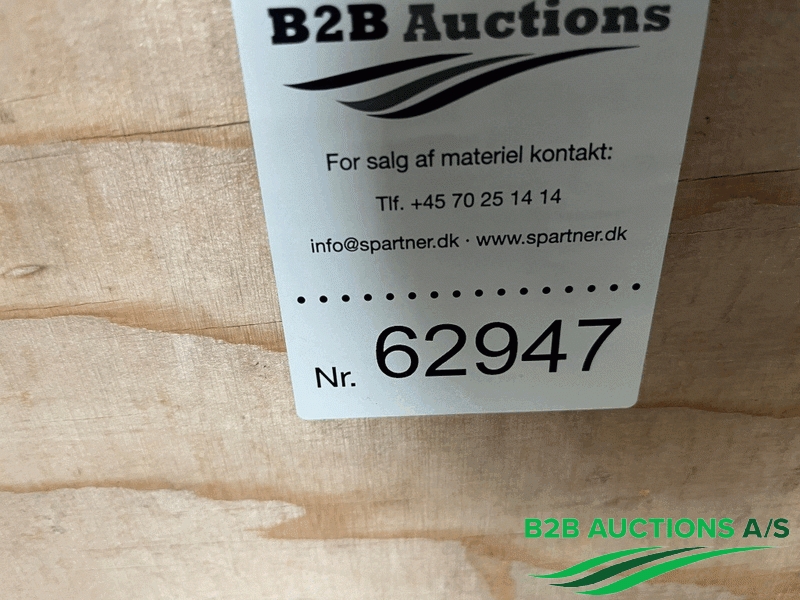 B2B Auctions
For salg af materiel kontakt:
Tlf. +45 70 25 14 14
info@spartner.dk · www.spartner.dk
Nr. 62947
B2B AUCTIONS A/S